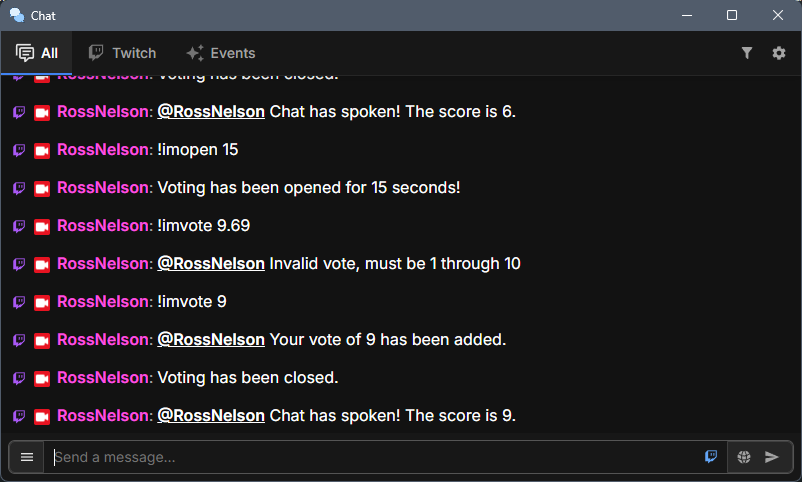 Chat
All Twitch Events
RossNelson: Voting has been closed.
RossNelson: @RossNelson Chat has spoken! The score is 6.
RossNelson: !imopen 15
RossNelson: Voting has been opened for 15 seconds!
RossNelson: !imvote 9.69
RossNelson: @RossNelson Invalid vote, must be 1 through 10
RossNelson: !imvote 9
RossNelson: @RossNelson Your vote of 9 has been added.
RossNelson: Voting has been closed.
RossNelson: @RossNelson Chat has spoken! The score is 9.
Send a message...